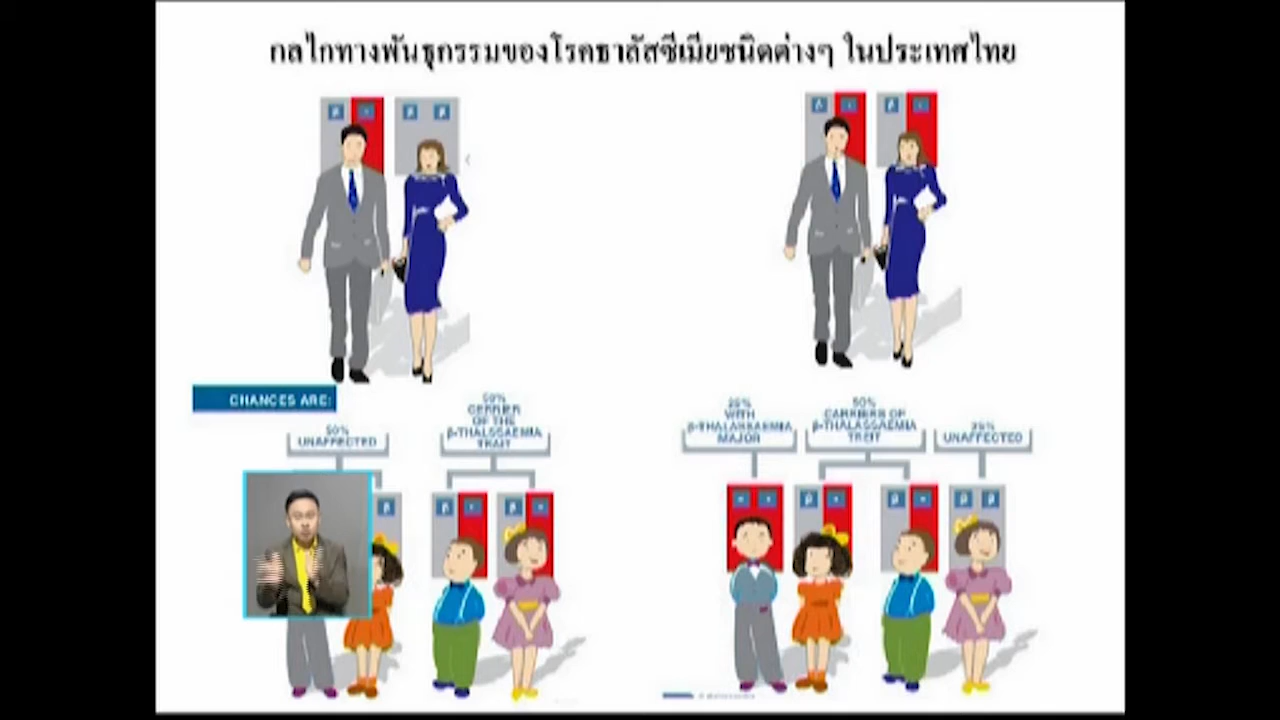 กลไกทางพันธุกรรมของโรคธาลัสซีเมียชนิดต่างๆ ในประเทศไทย
CHANCES ARE:
50%
UNAFFECTED
50%
CERRIER
OF THE
β-THALSSAEMIA
TRAIT
25%
WITH
β-THALASSAEMIA
MAJOR
50%
CARRIERS OF
β-THALASSAEMIA
TREIT
25%
UNAFFECTED